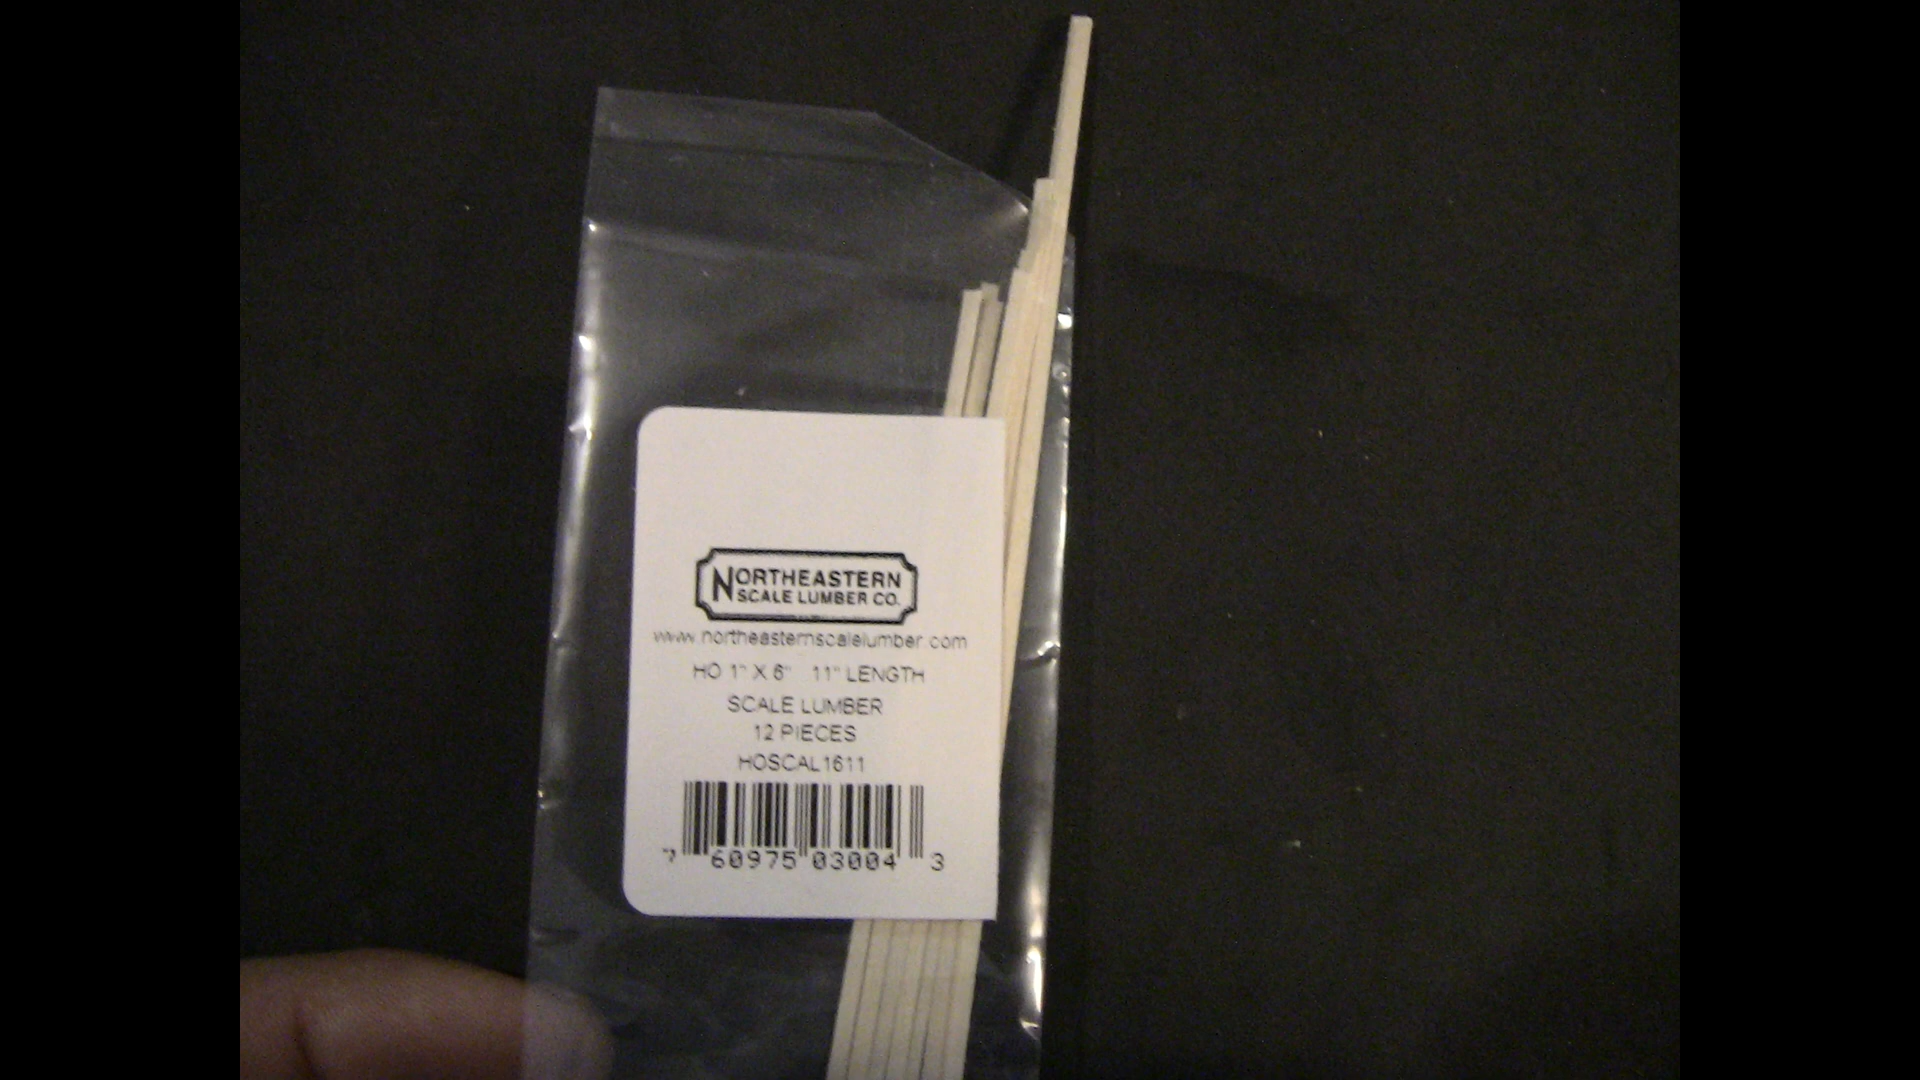 NORTHEASTERN
SCALE LUMBER CO.
www.northeasternscalelumber.com
HO 1" X 6" 11" LENGTH
SCALE LUMBER
12 PIECES
HOSCAL1611
7 60975 03004 3